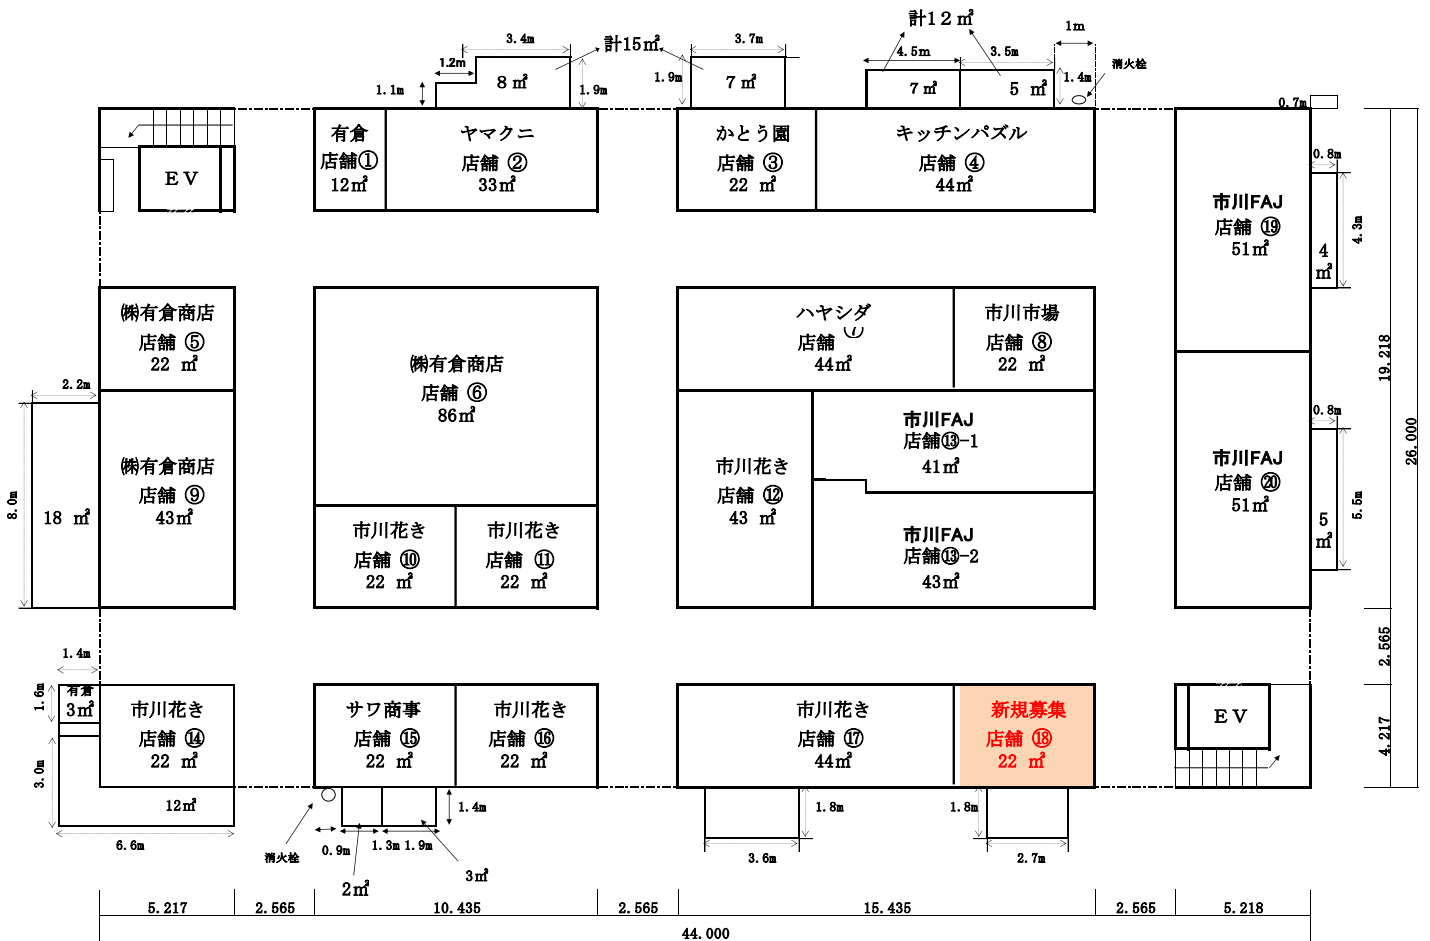 計12㎡
3.4m
計15㎡
3.7m
4.5m
3.5m
1m
1.2m
消火栓
8 ㎡
1.9m
7 ㎡
7 ㎡
5 ㎡
1.4m
1.1m
1.9m
0.7m
有倉
店舗①
12㎡
ヤマクニ
店舗 ②
33㎡
かとう園
店舗 ③
22 ㎡
キッチンパズル
店舗 ④
44㎡
EV
0.8m
市川FAJ
店舗 ⑲
51㎡
4
㎡
4.3m
㈱有倉商店
店舗 ⑤
22 ㎡
㈱有倉商店
店舗 ⑥
86㎡
ハヤシダ
店舗
44㎡
市川市場
店舗 ⑧
22 ㎡
19.218
26.000
2.2m
8.0m
18 ㎡
㈱有倉商店
店舗 ⑨
43㎡
市川花き
店舗 ⑫
43 ㎡
市川FAJ
店舗⑬-1
41㎡
0.8m
市川FAJ
店舗 ⑳
51㎡
5
㎡
5.5m
市川花き
店舗 ⑩
22 ㎡
市川花き
店舗 ⑪
22 ㎡
市川FAJ
店舗⑬-2
43㎡
2.565
1.4m
1.6m
有倉
3㎡
市川花き
店舗 ⑭
22 ㎡
サワ商事
店舗 ⑮
22 ㎡
市川花き
店舗 ⑯
22 ㎡
市川花き
店舗 ⑰
44㎡
新規募集
店舗 ⑱
22 ㎡
EV
4.217
3.0m
12㎡
6.6m
1.4m
1.8m
1.8m
消火栓
0.9m
1.3m
1.9m
3.6m
2.7m
2㎡
3㎡
5.217
2.565
10.435
2.565
15.435
2.565
5.218
44.000